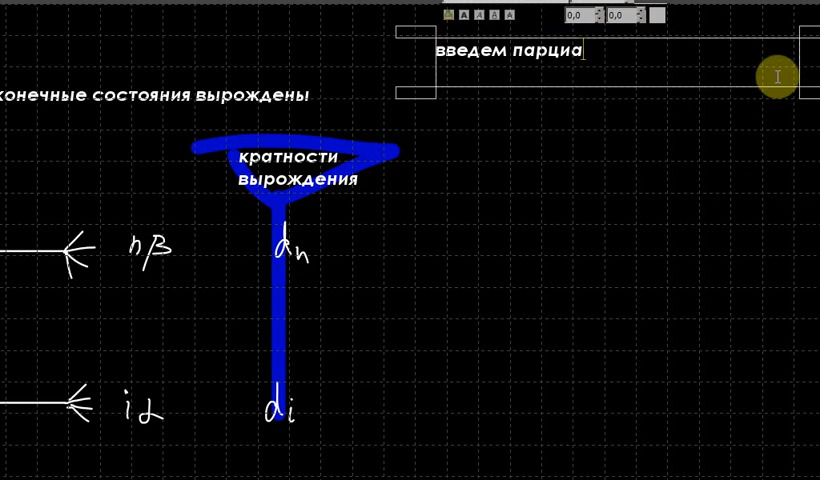 0,0 0,0
введем парциа
конечные состояния вырождены
кратности
вырождения
nβ dn
iα di